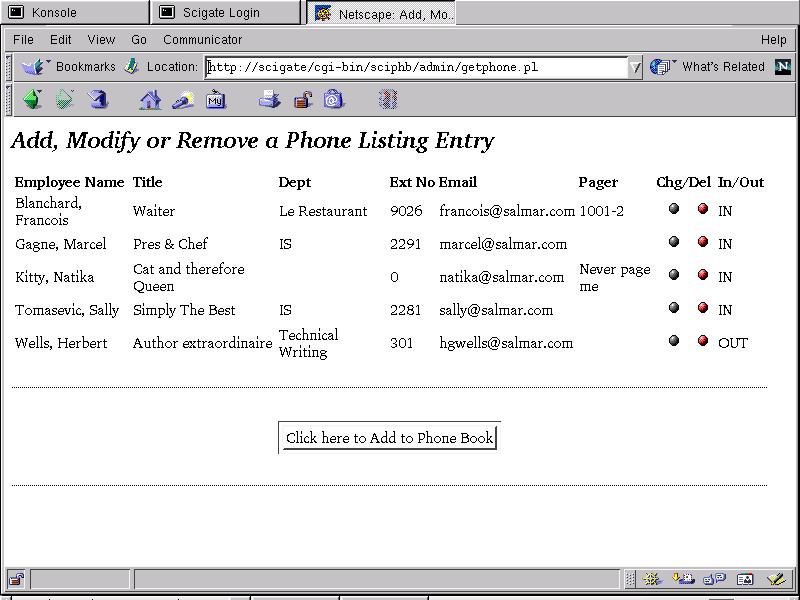 Konsole Scigate Login Netscape: Add, Mo..
File Edit View Go Communicator Help
Bookmarks Location: http://scigate/cgi-bin/sciphb/admin/getphone.pl What's Related N
My
Add, Modify or Remove a Phone Listing Entry
Employee Name Title Dept Ext No Email Pager Chg/Del In/Out
Blanchard, Francois Waiter Le Restaurant 9026 francois@salmar.com 1001-2 IN
Gagne, Marcel Pres & Chef IS 2291 marcel@salmar.com IN
Kitty, Natika Cat and therefore Queen 0 natika@salmar.com Never page me IN
Tomasevic, Sally Simply The Best IS 2281 sally@salmar.com IN
Wells, Herbert Author extraordinaire Technical Writing 301 hgwells@salmar.com OUT
Click here to Add to Phone Book